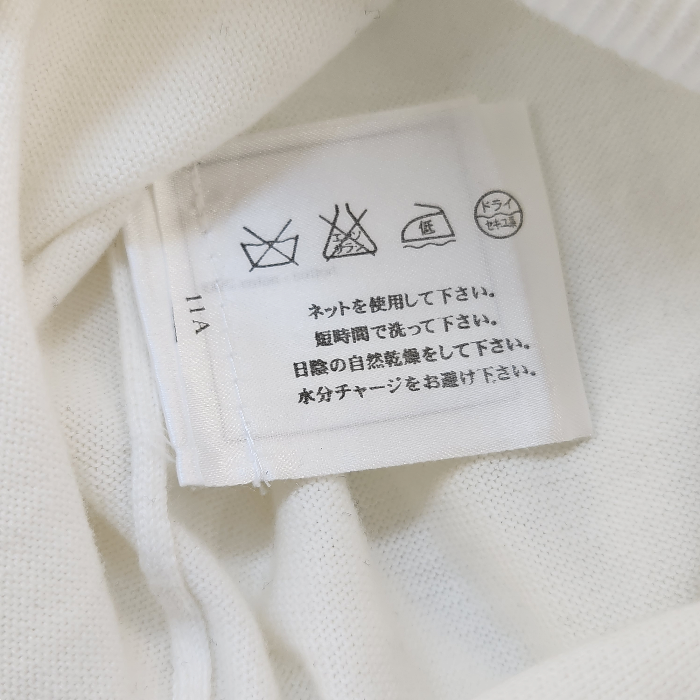 エンソ
サラシ
低
ドライ
セキユ系
ネットを使用して下さい。
短時間で洗って下さい。
日陰の自然乾燥をして下さい。
水分チャージをお避け下さい。